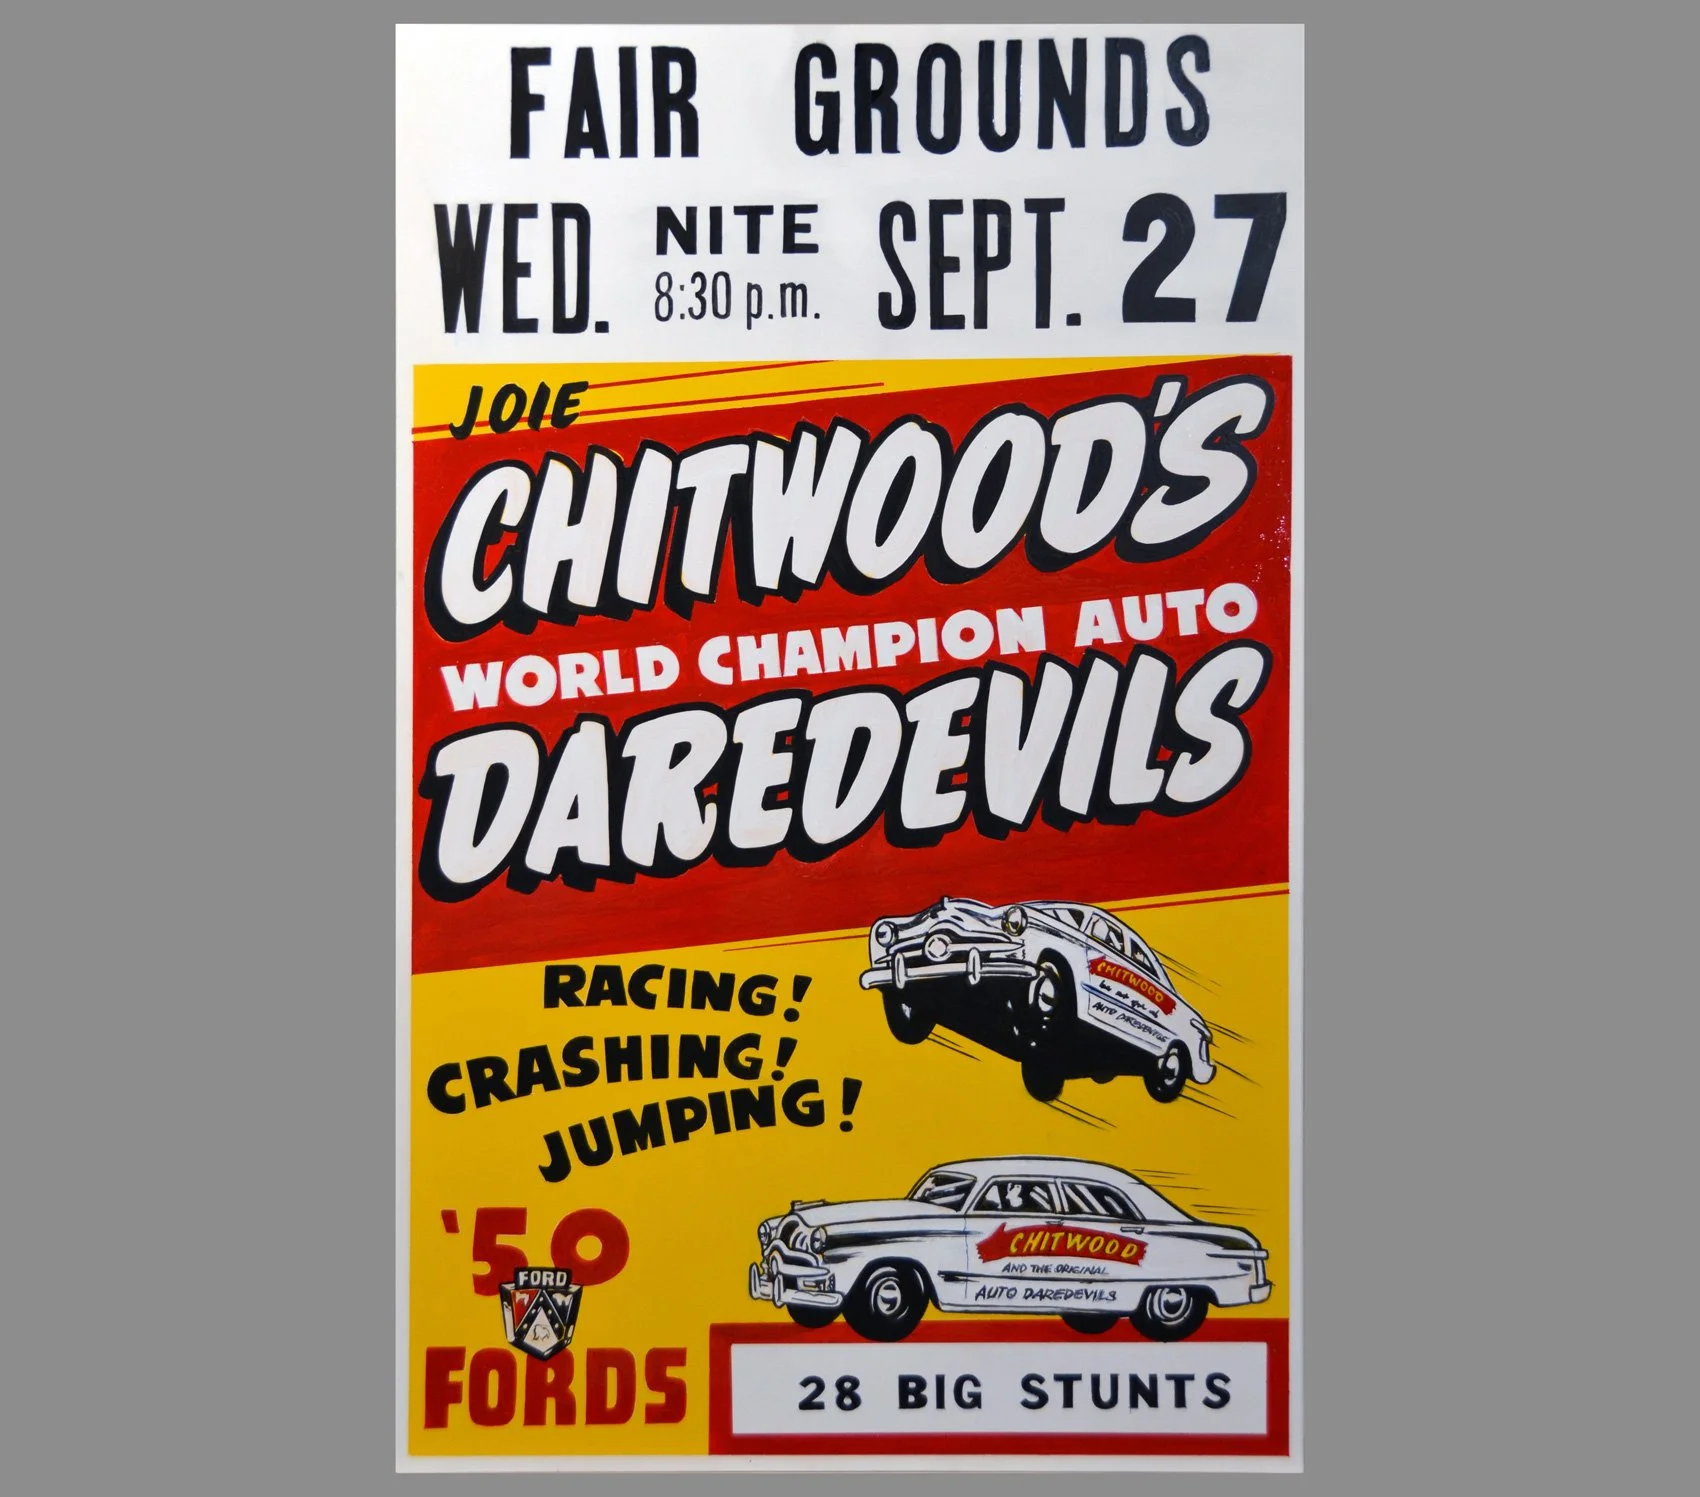 FAIR GROUNDS
WED. NITE 8:30 p.m. SEPT. 27
JOIE
CHITWOOD'S
WORLD CHAMPION AUTO
DAREDEVILS
RACING!
CRASHING!
JUMPING!
CHITWOOD
AUTO DAREDEVILS
'50
FORD
FORDS
CHITWOOD
AND THE ORIGINAL
AUTO DAREDEVILS
28 BIG STUNTS